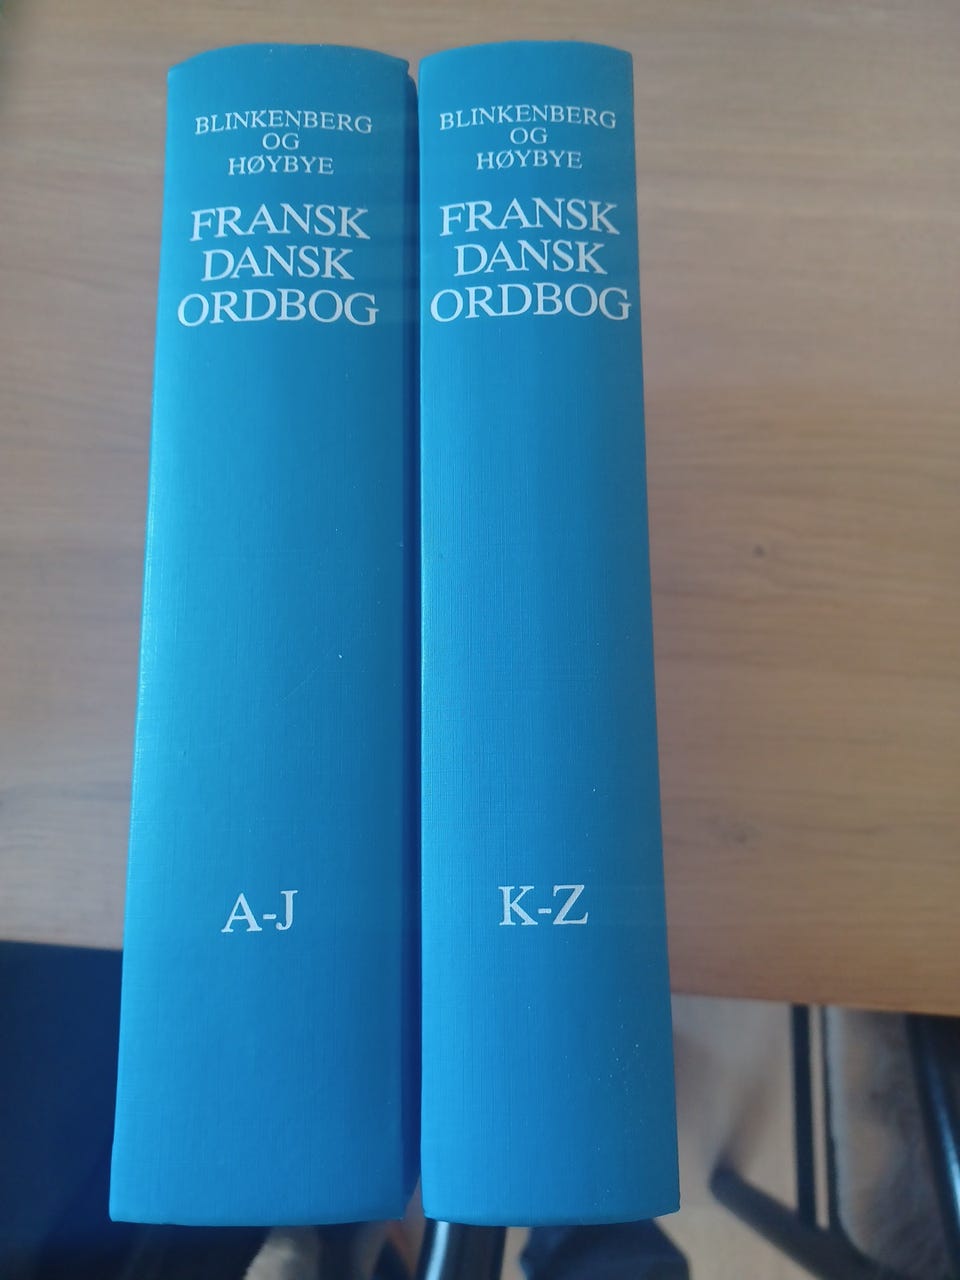 BLINKENBERG
OG
HØYBYE
FRANSK
DANSK
ORDBOG
A-J
BLINKENBERG
OG
HØYBYE
FRANSK
DANSK
ORDBOG
K-Z